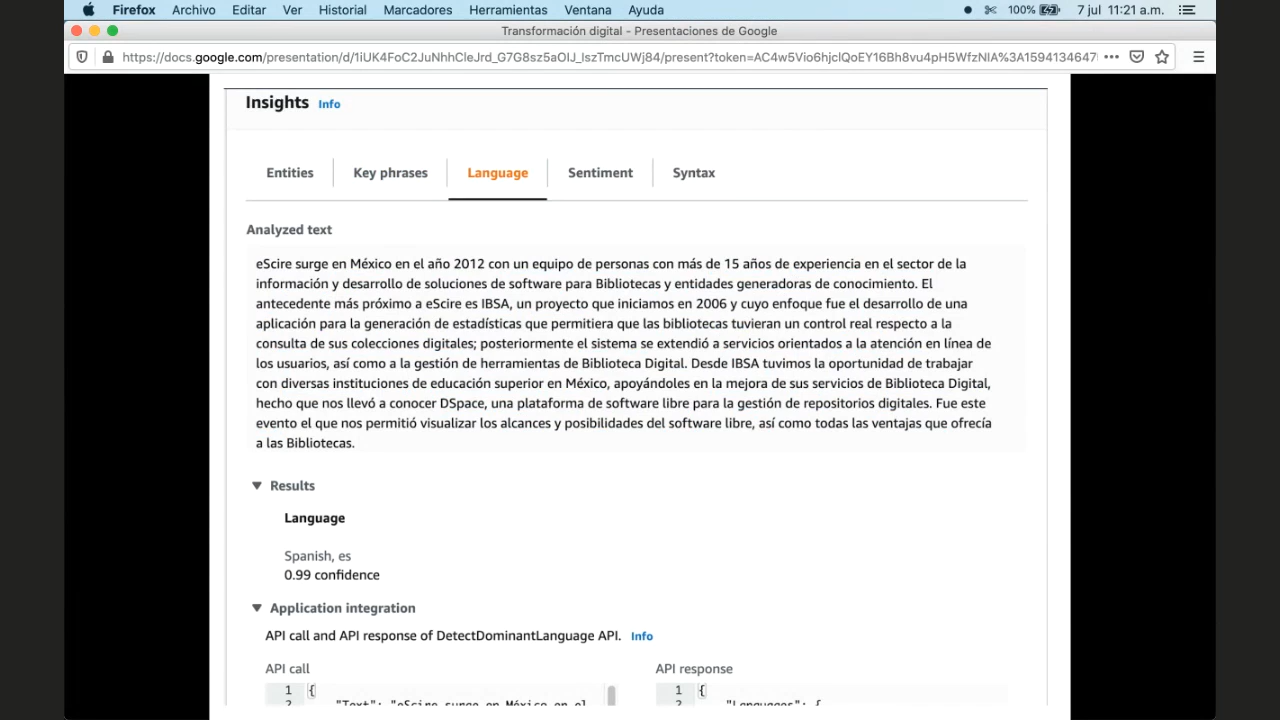 Firefox Archivo Editar Ver Historial Marcadores Herramientas Ventana Ayuda 100% 7 jul 11:21 a.m.
Transformación digital - Presentaciones de Google
Insights Info
Entities Key phrases Language Sentiment Syntax
Analyzed text
eScire surge en México en el año 2012 con un equipo de personas con más de 15 años de experiencia en el sector de la
información y desarrollo de soluciones de software para Bibliotecas y entidades generadoras de conocimiento. El
antecedente más próximo a eScire es IBSA, un proyecto que iniciamos en 2006 y cuyo enfoque fue el desarrollo de una
aplicación para la generación de estadísticas que permitiera que las bibliotecas tuvieran un control real respecto a la
consulta de sus colecciones digitales; posteriormente el sistema se extendió a servicios orientados a la atención en línea de
los usuarios, así como a la gestión de herramientas de Biblioteca Digital. Desde IBSA tuvimos la oportunidad de trabajar
con diversas instituciones de educación superior en México, apoyándoles en la mejora de sus servicios de Biblioteca Digital,
hecho que nos llevó a conocer DSpace, una plataforma de software libre para la gestión de repositorios digitales. Fue este
evento el que nos permitió visualizar los alcances y posibilidades del software libre, así como todas las ventajas que ofrecía
a las Bibliotecas.
Results
Language
Spanish, es
0.99 confidence
Application integration
API call and API response of DetectDominantLanguage API. Info
API call API response
1 { 1 {
2 "Text": "eScire surge en México en el 2 "Languages": {